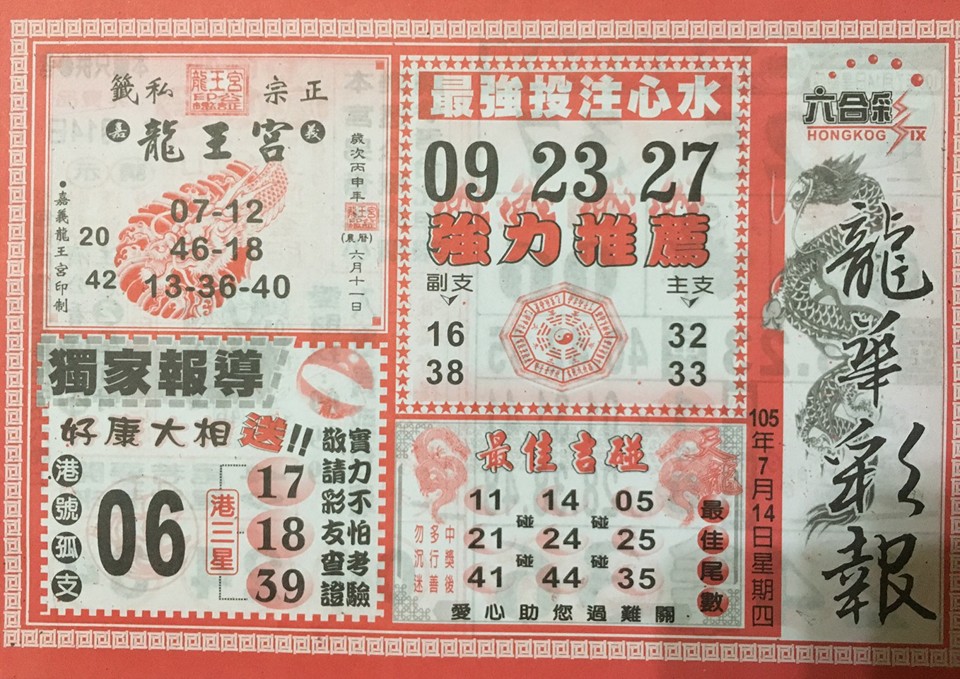 六合彩
HONGKOG SIX
龍華彩報
105年7月14日星期四
正宗 私籤
嘉義 龍王宮
歲次丙申年
(農曆)六月十一日
●嘉義龍王宮印制
07-12
46-18
13-36-40
20
42
最強投注心水
09 23 27
強力推薦
副支
16
38
主支
32
33
獨家報導
好康大相送!!
港號孤支
06
港三星
17
18
39
實力不怕考驗
敬請彩友查證
最佳吉碰
11 碰 14 碰 05
21 24 25
41 碰 44 碰 35
最佳尾數
中獎後
多行善
勿沉迷
愛心助您過難關